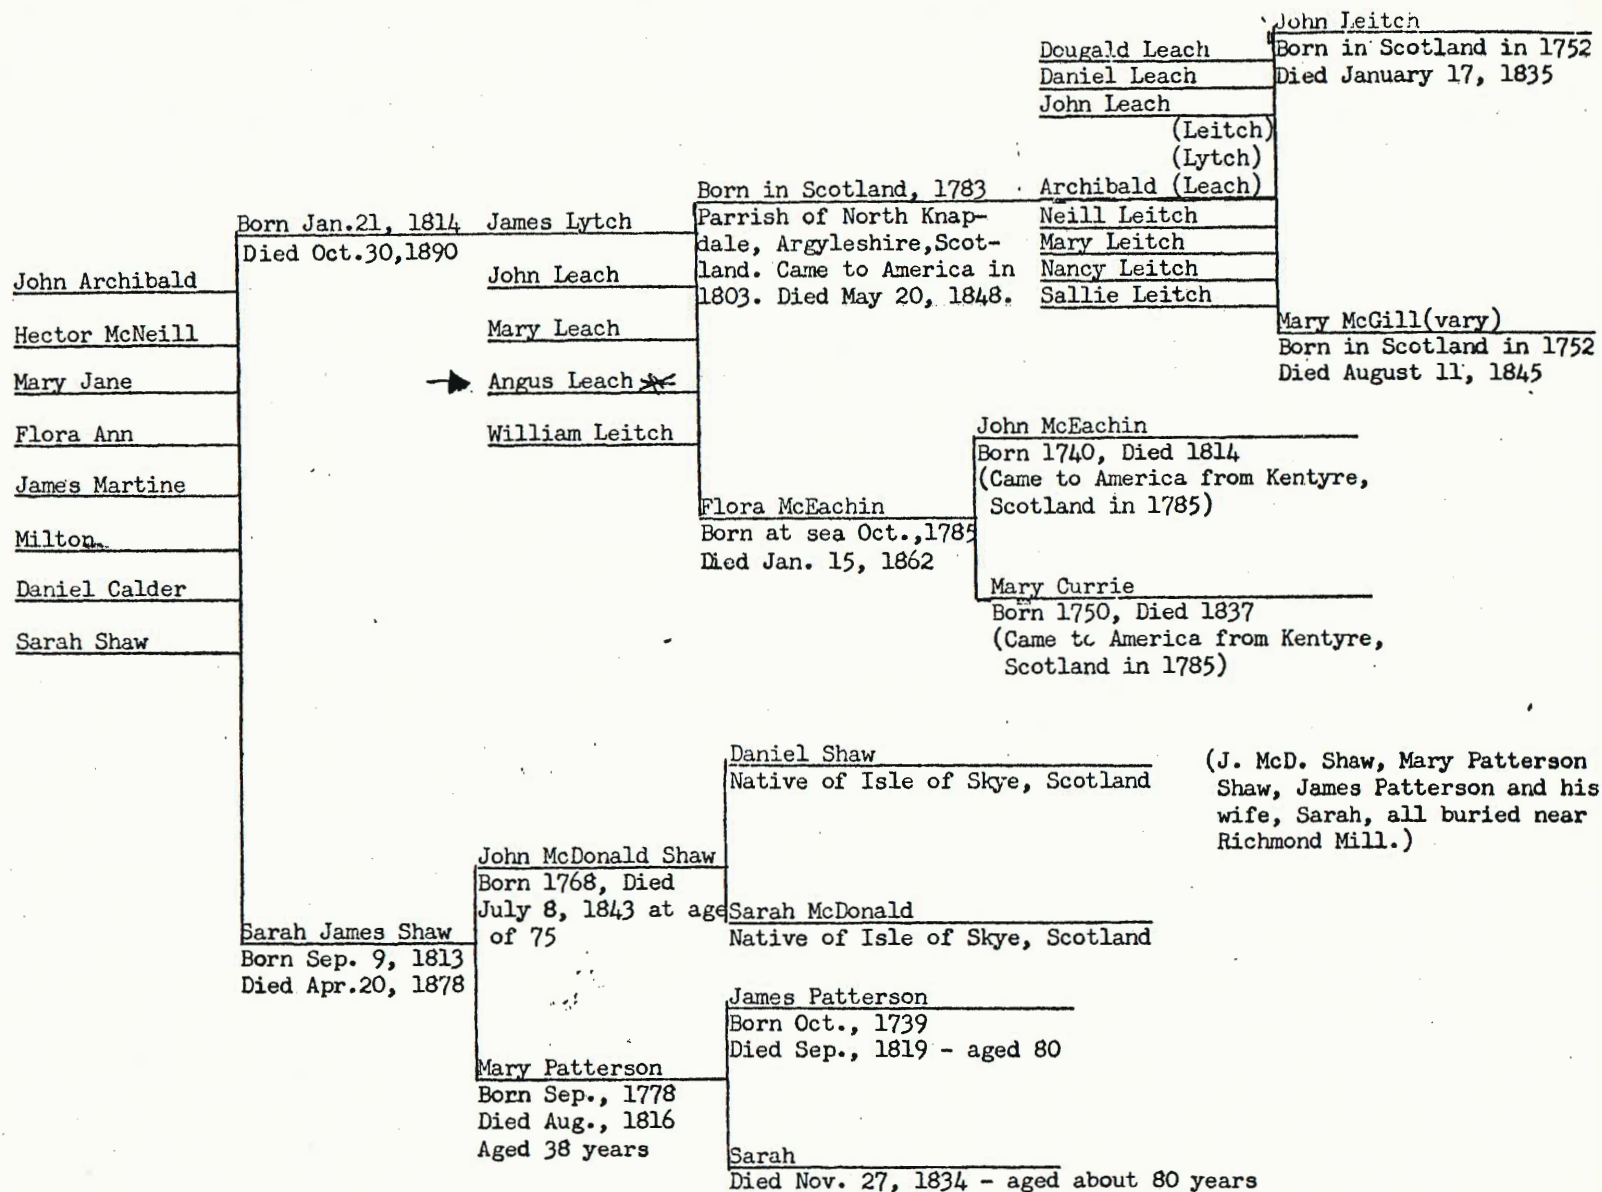 John Leitch
Born in Scotland in 1752
Died January 17, 1835
Dougald Leach
Daniel Leach
John Leach
(Leitch)
(Lytch)
Archibald (Leach)
Neill Leitch
Mary Leitch
Nancy Leitch
Sallie Leitch
Mary McGill(vary)
Born in Scotland in 1752
Died August 11, 1845
Born in Scotland, 1783
Parrish of North Knap-
dale, Argyleshire,Scot-
land. Came to America in
1803. Died May 20, 1848.
Born Jan.21, 1814 James Lytch
Died Oct.30,1890
John Leach
Mary Leach
Angus Leach
William Leitch
John Archibald
Hector McNeill
Mary Jane
Flora Ann
James Martine
Milton
Daniel Calder
Sarah Shaw
John McEachin
Born 1740, Died 1814
(Came to America from Kentyre,
Scotland in 1785)
Flora McEachin
Born at sea Oct.,1785
Died Jan. 15, 1862
Mary Currie
Born 1750, Died 1837
(Came to America from Kentyre,
Scotland in 1785)
Daniel Shaw
Native of Isle of Skye, Scotland
(J. McD. Shaw, Mary Patterson
Shaw, James Patterson and his
wife, Sarah, all buried near
Richmond Mill.)
John McDonald Shaw
Born 1768, Died
July 8, 1843 at age
of 75
Sarah McDonald
Native of Isle of Skye, Scotland
Sarah James Shaw
Born Sep. 9, 1813
Died Apr.20, 1878
James Patterson
Born Oct., 1739
Died Sep., 1819 - aged 80
Mary Patterson
Born Sep., 1778
Died Aug., 1816
Aged 38 years
Sarah
Died Nov. 27, 1834 - aged about 80 years